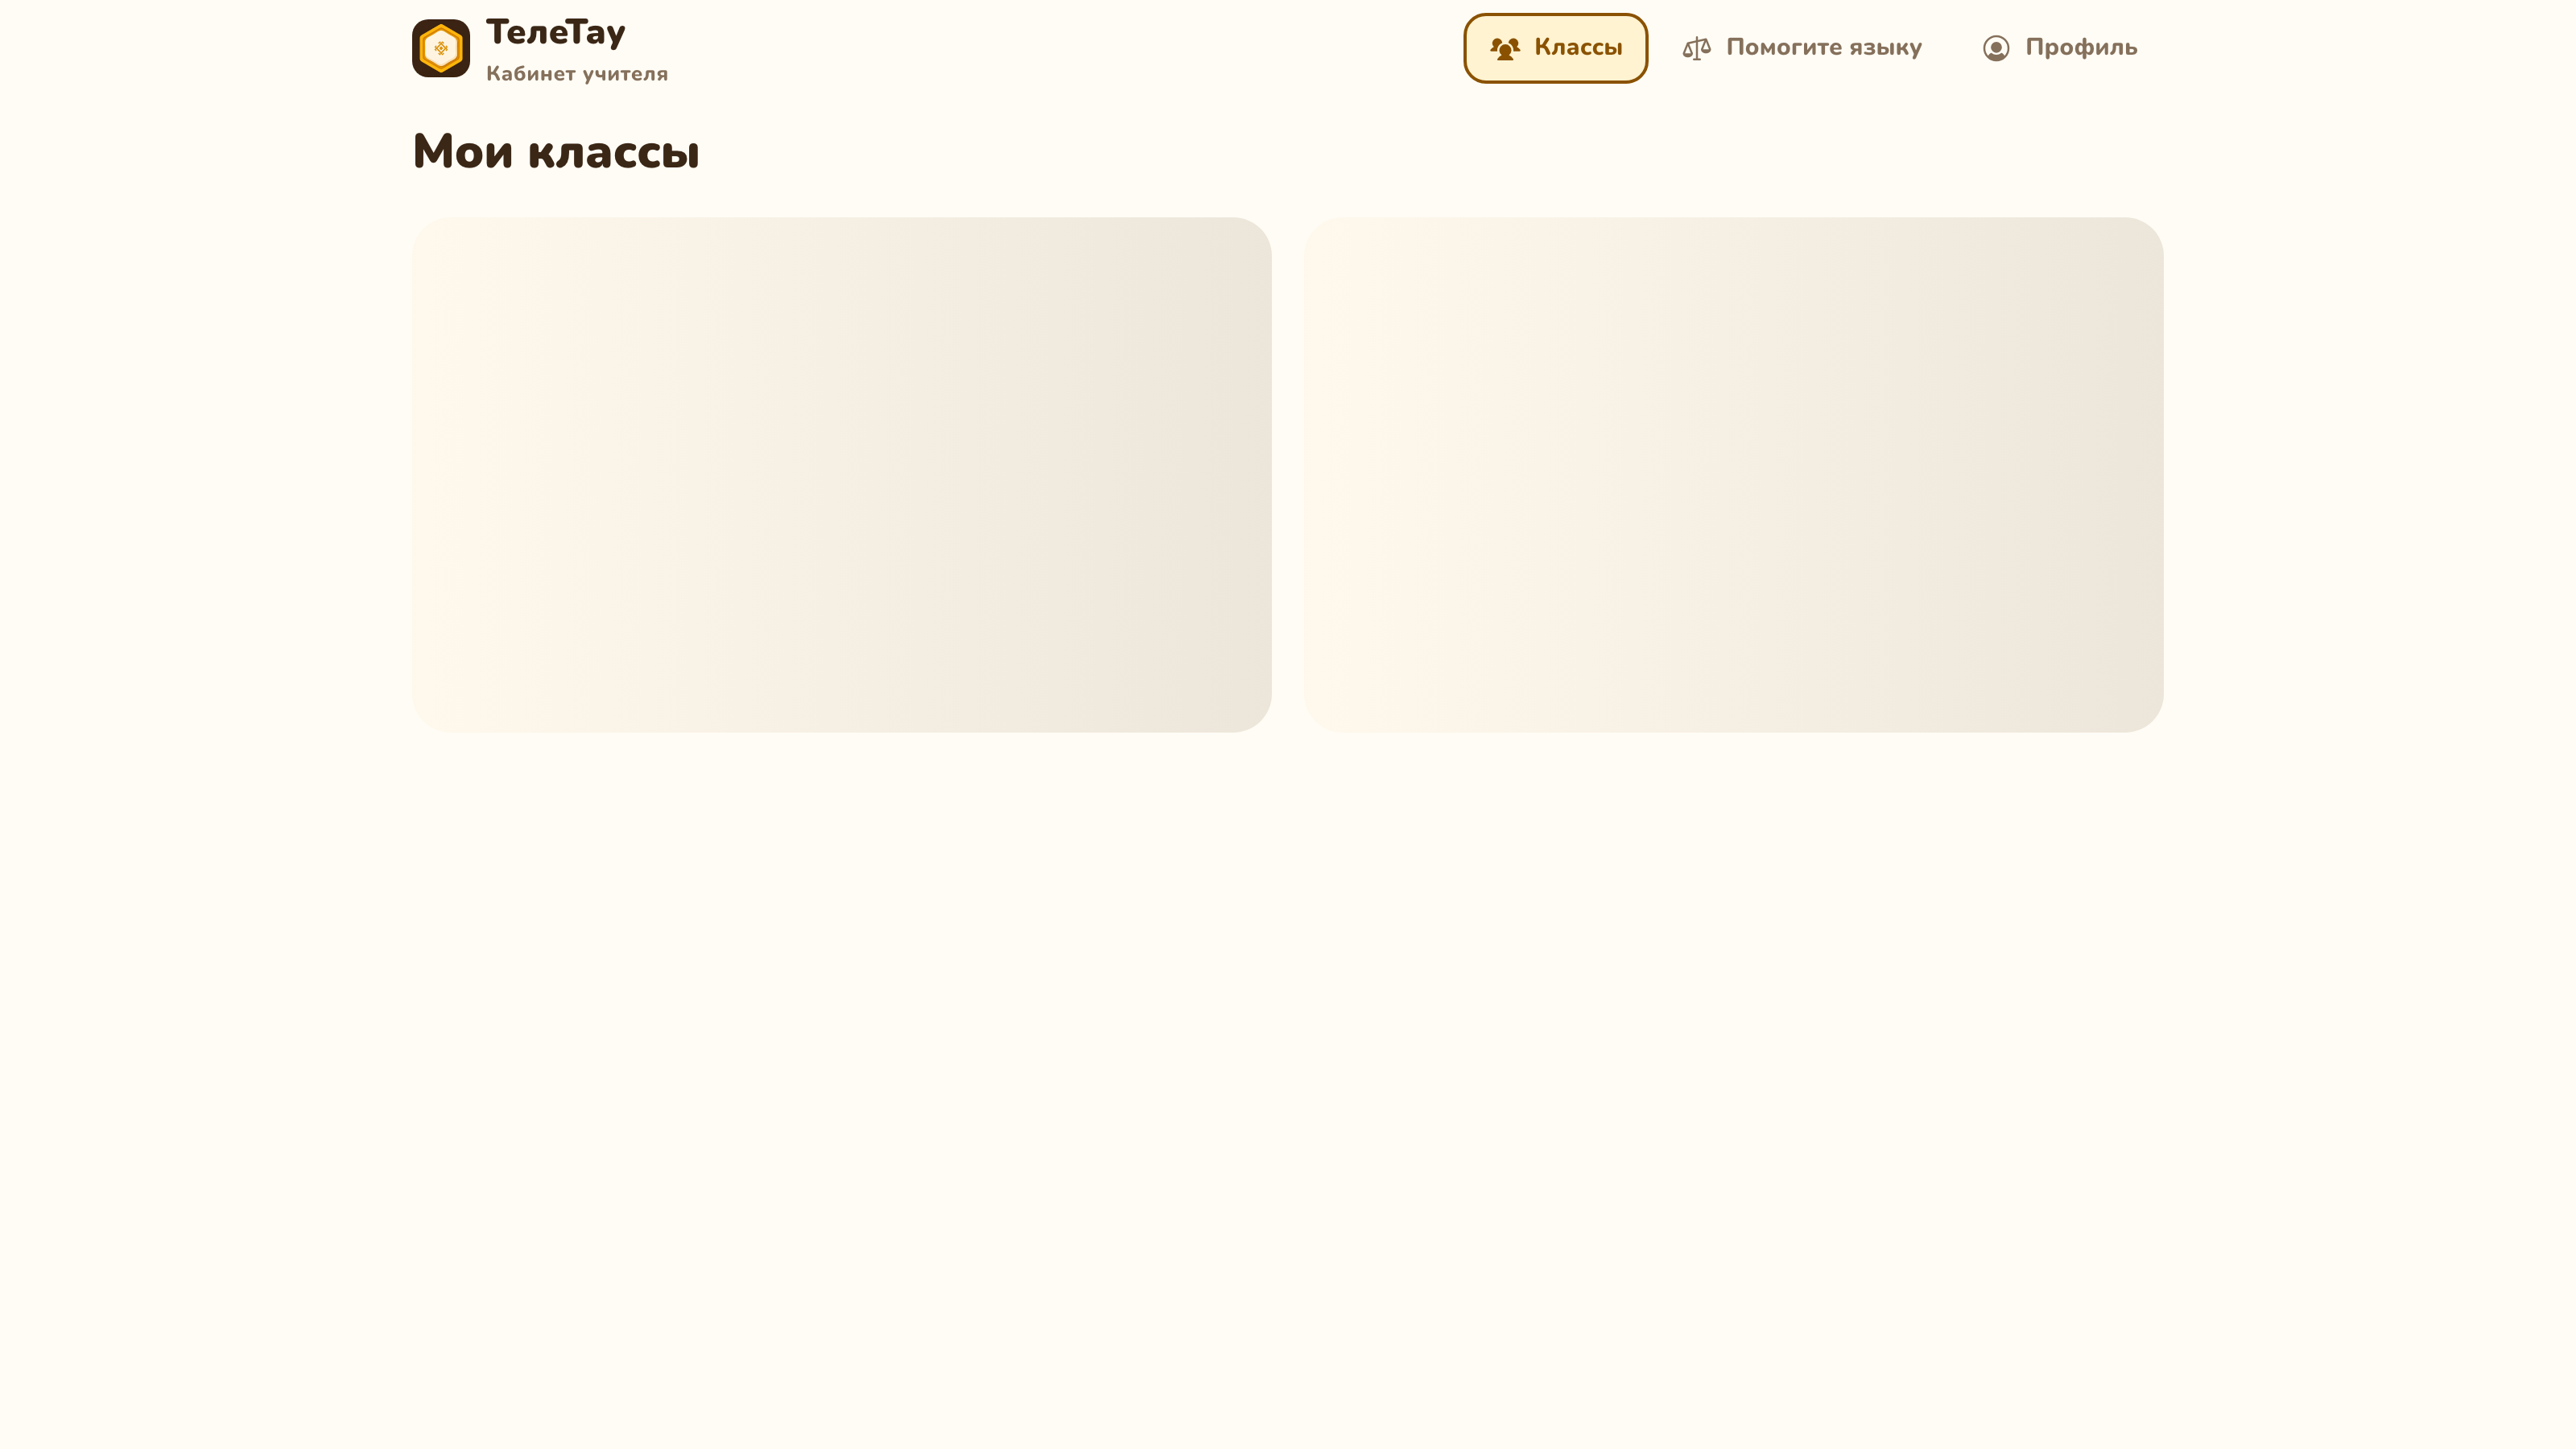 ТелеТау
Кабинет учителя
Классы
Помогите языку
Профиль
Мои классы